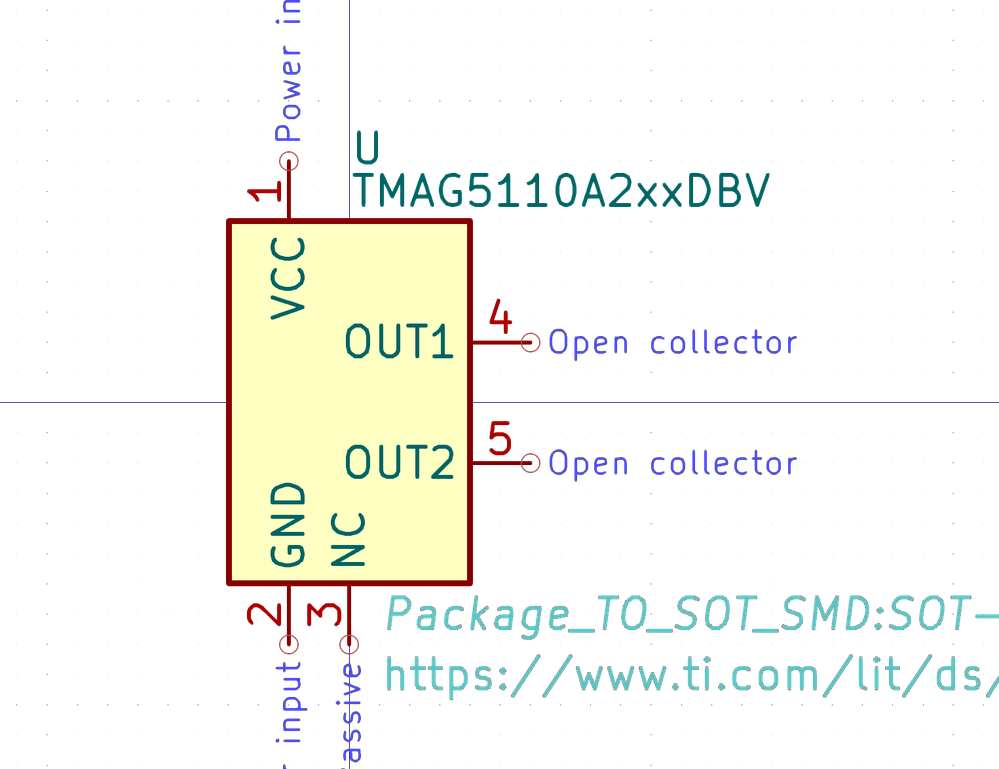 Power in
U
TMAG5110A2xxDBV
1
VCC
4
OUT1
Open collector
5
OUT2
Open collector
GND
NC
2
3
Package_TO_SOT_SMD:SOT-
https://www.ti.com/lit/ds/
input
assive